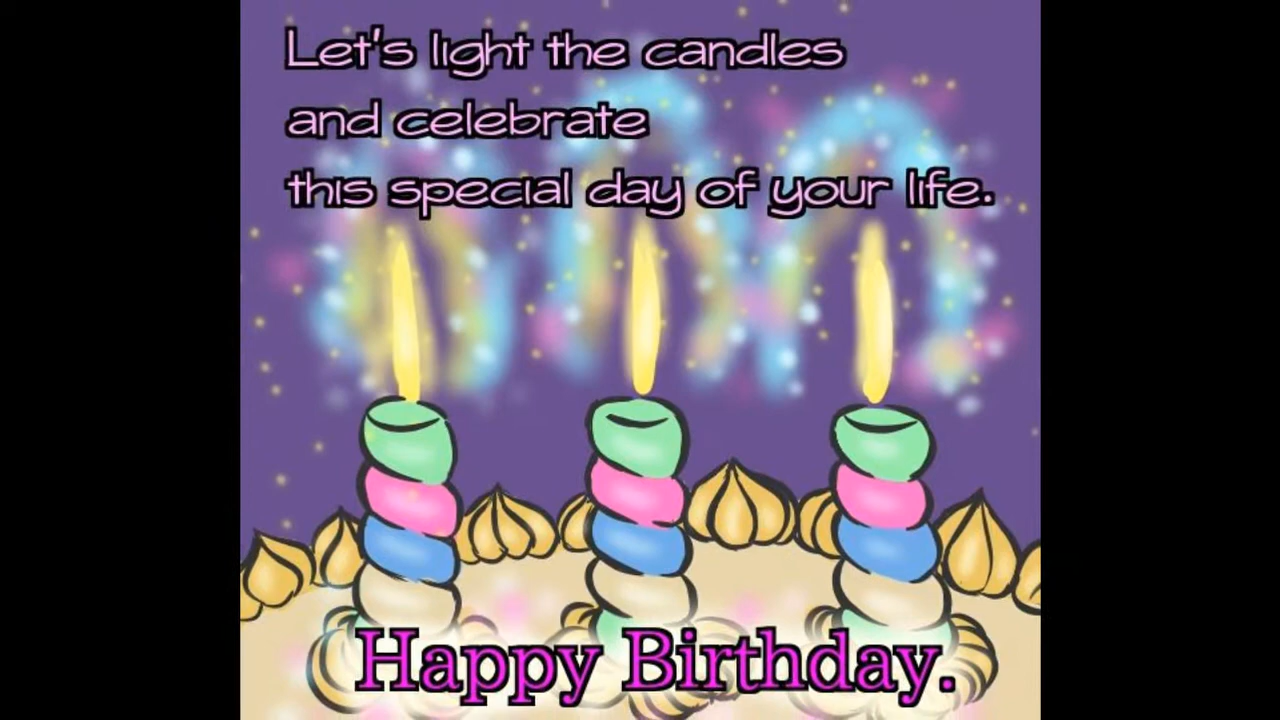 Let's light the candles
and celebrate
this special day of your life.
Happy Birthday.